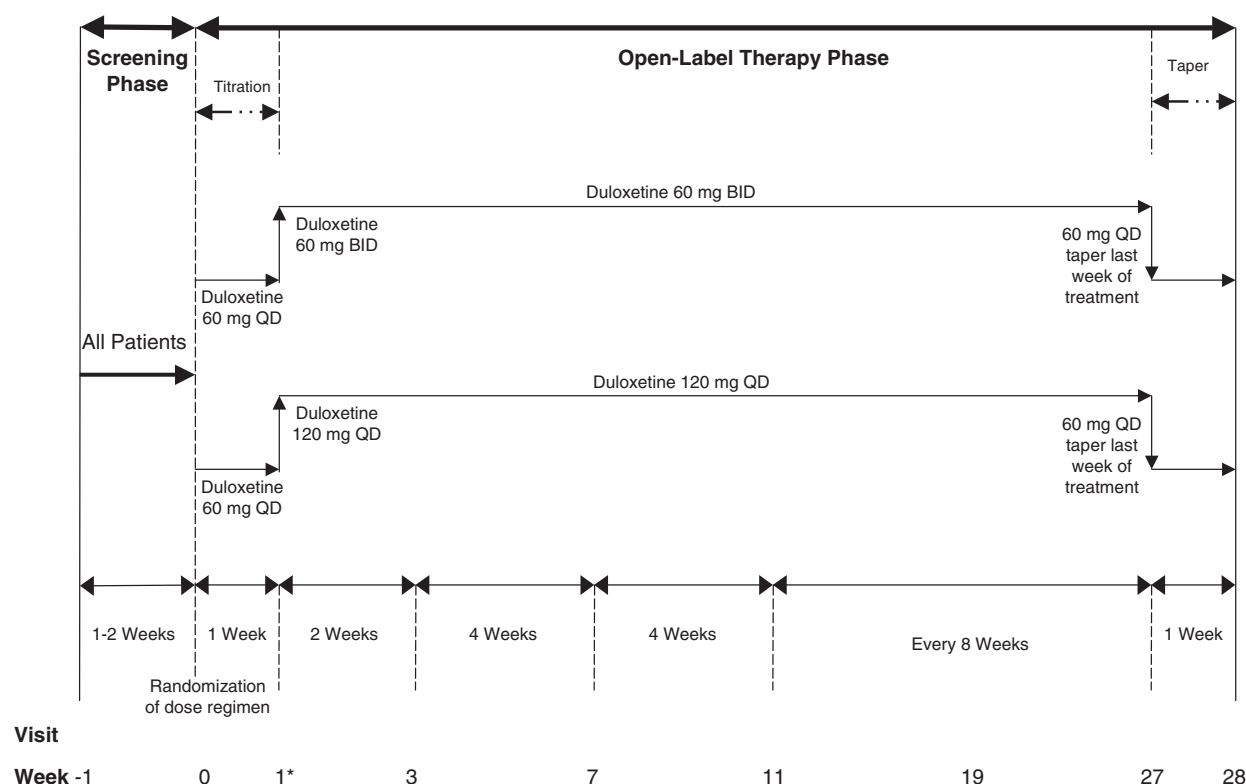 Screening
Phase
Open-Label Therapy Phase
Titration
Taper
Duloxetine 60 mg BID
Duloxetine
60 mg BID
60 mg QD
taper last
week of
treatment
Duloxetine
60 mg QD
All Patients
Duloxetine 120 mg QD
Duloxetine
120 mg QD
60 mg QD
taper last
week of
treatment
Duloxetine
60 mg QD
1-2 Weeks
1 Week
2 Weeks
4 Weeks
4 Weeks
Every 8 Weeks
1 Week
Randomization
of dose regimen
Visit
Week -1 0 1* 3 7 11 19 27 28